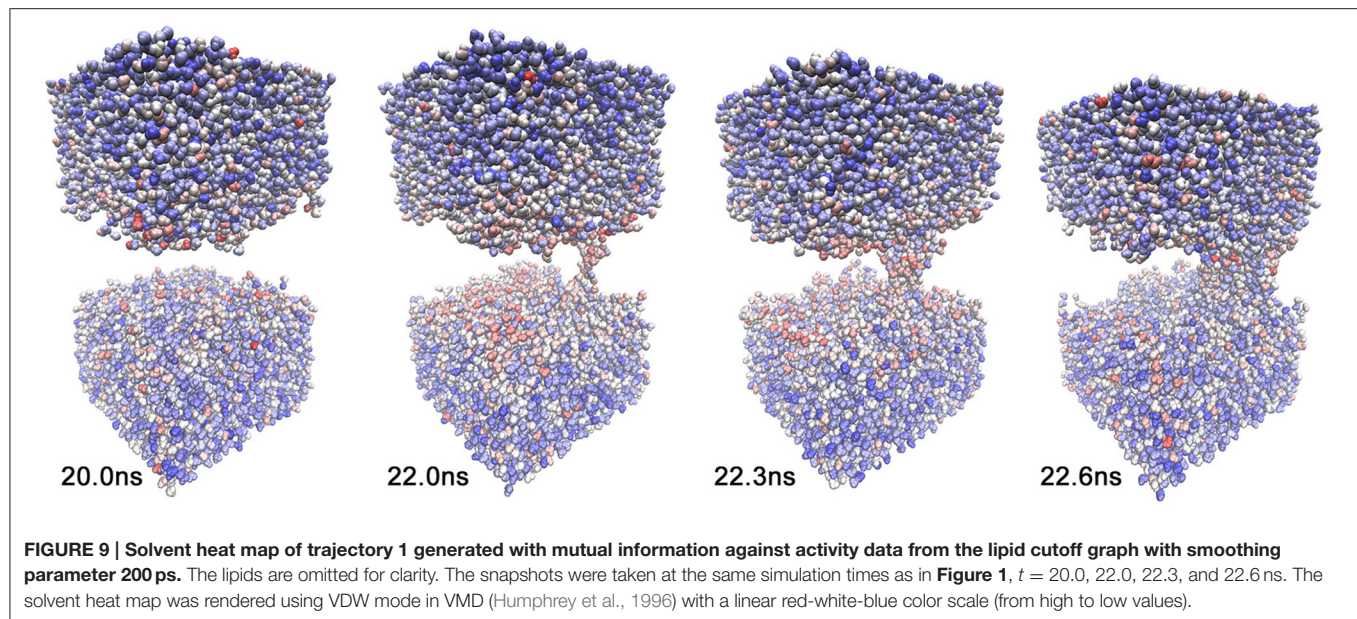 20.0ns
22.0ns
22.3ns
22.6ns
FIGURE 9 | Solvent heat map of trajectory 1 generated with mutual information against activity data from the lipid cutoff graph with smoothing
parameter 200 ps. The lipids are omitted for clarity. The snapshots were taken at the same simulation times as in Figure 1, t = 20.0, 22.0, 22.3, and 22.6 ns. The
solvent heat map was rendered using VDW mode in VMD (Humphrey et al., 1996) with a linear red-white-blue color scale (from high to low values).